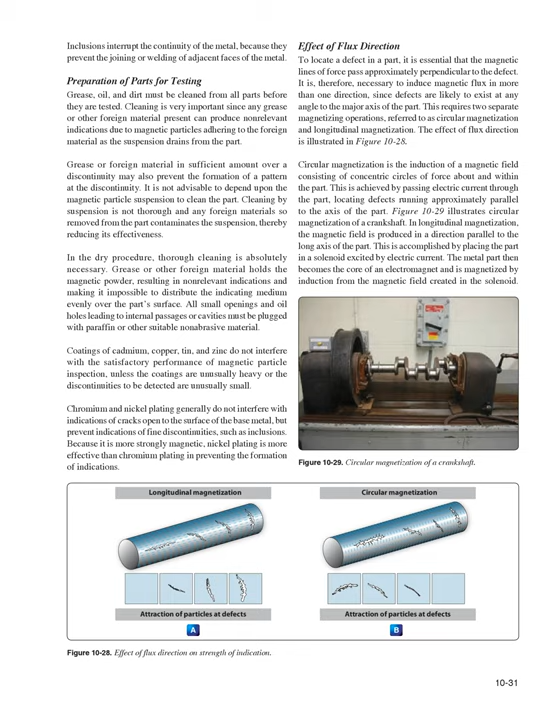 Inclusions interrupt the continuity of the metal, because they
prevent the joining or welding of adjacent faces of the metal.
Preparation of Parts for Testing
Grease, oil, and dirt must be cleaned from all parts before
they are tested. Cleaning is very important since any grease
or other foreign material present can produce nonrelevant
indications due to magnetic particles adhering to the foreign
material as the suspension drains from the part.
Grease or foreign material in sufficient amount over a
discontinuity may also prevent the formation of a pattern
at the discontinuity. It is not advisable to depend upon the
magnetic particle suspension to clean the part. Cleaning by
suspension is not thorough and any foreign materials so
removed from the part contaminates the suspension, thereby
reducing its effectiveness.
In the dry procedure, thorough cleaning is absolutely
necessary. Grease or other foreign material holds the
magnetic powder, resulting in nonrelevant indications and
making it impossible to distribute the indicating medium
evenly over the part's surface. All small openings and oil
holes leading to internal passages or cavities must be plugged
with paraffin or other suitable nonabrasive material.
Coatings of cadmium, copper, tin, and zinc do not interfere
with the satisfactory performance of magnetic particle
inspection, unless the coatings are unusually heavy or the
discontinuities to be detected are unusually small.
Chromium and nickel plating generally do not interfere with
indications of cracks open to the surface of the base metal, but
prevent indications of fine discontinuities, such as inclusions.
Because it is more strongly magnetic, nickel plating is more
effective than chromium plating in preventing the formation
of indications.
Effect of Flux Direction
To locate a defect in a part, it is essential that the magnetic
lines of force pass approximately perpendicular to the defect.
It is, therefore, necessary to induce magnetic flux in more
than one direction, since defects are likely to exist at any
angle to the major axis of the part. This requires two separate
magnetizing operations, referred to as circular magnetization
and longitudinal magnetization. The effect of flux direction
is illustrated in Figure 10-28.
Circular magnetization is the induction of a magnetic field
consisting of concentric circles of force about and within
the part. This is achieved by passing electric current through
the part, locating defects running approximately parallel
to the axis of the part. Figure 10-29 illustrates circular
magnetization of a crankshaft. In longitudinal magnetization,
the magnetic field is produced in a direction parallel to the
long axis of the part. This is accomplished by placing the part
in a solenoid excited by electric current. The metal part then
becomes the core of an electromagnet and is magnetized by
induction from the magnetic field created in the solenoid.
Figure 10-29. Circular magnetization of a crankshaft.
Longitudinal magnetization
Attraction of particles at defects
A
Circular magnetization
Attraction of particles at defects
B
Figure 10-28. Effect of flux direction on strength of indication.
10-31